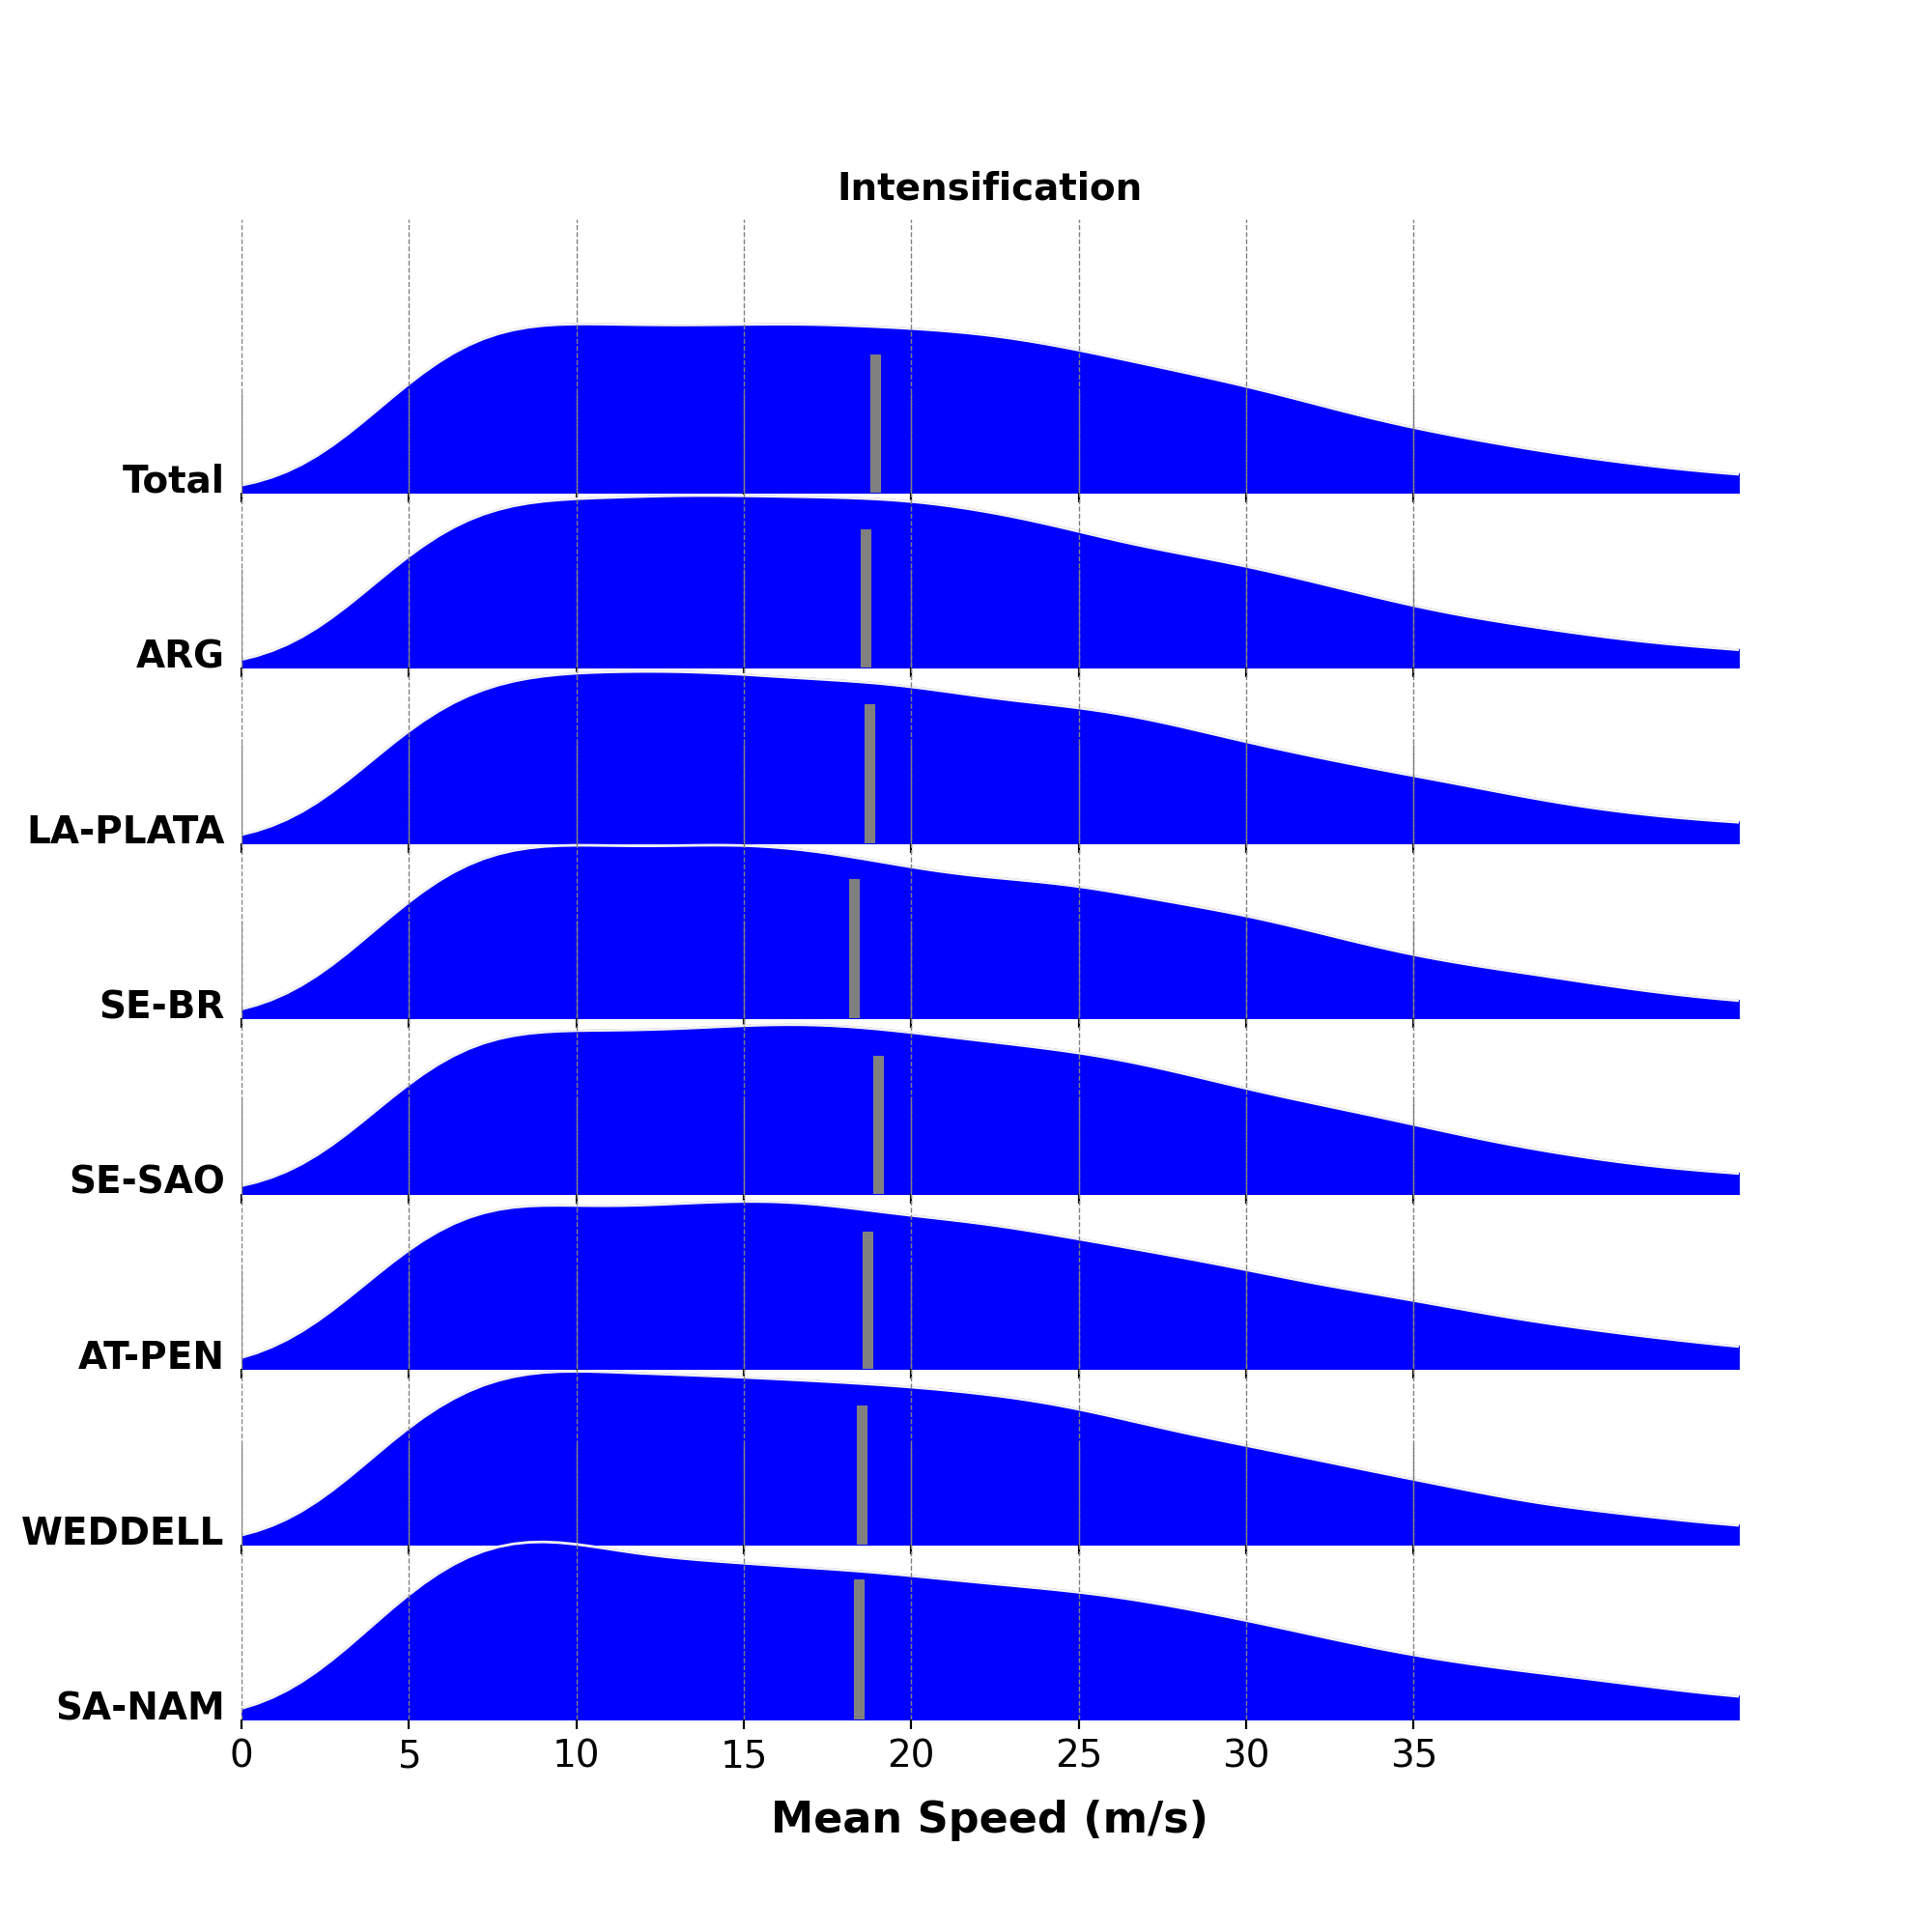 Intensification
Total
ARG
LA-PLATA
SE-BR
SE-SAO
AT-PEN
WEDDELL
SA-NAM
0 5 10 15 20 25 30 35
Mean Speed (m/s)